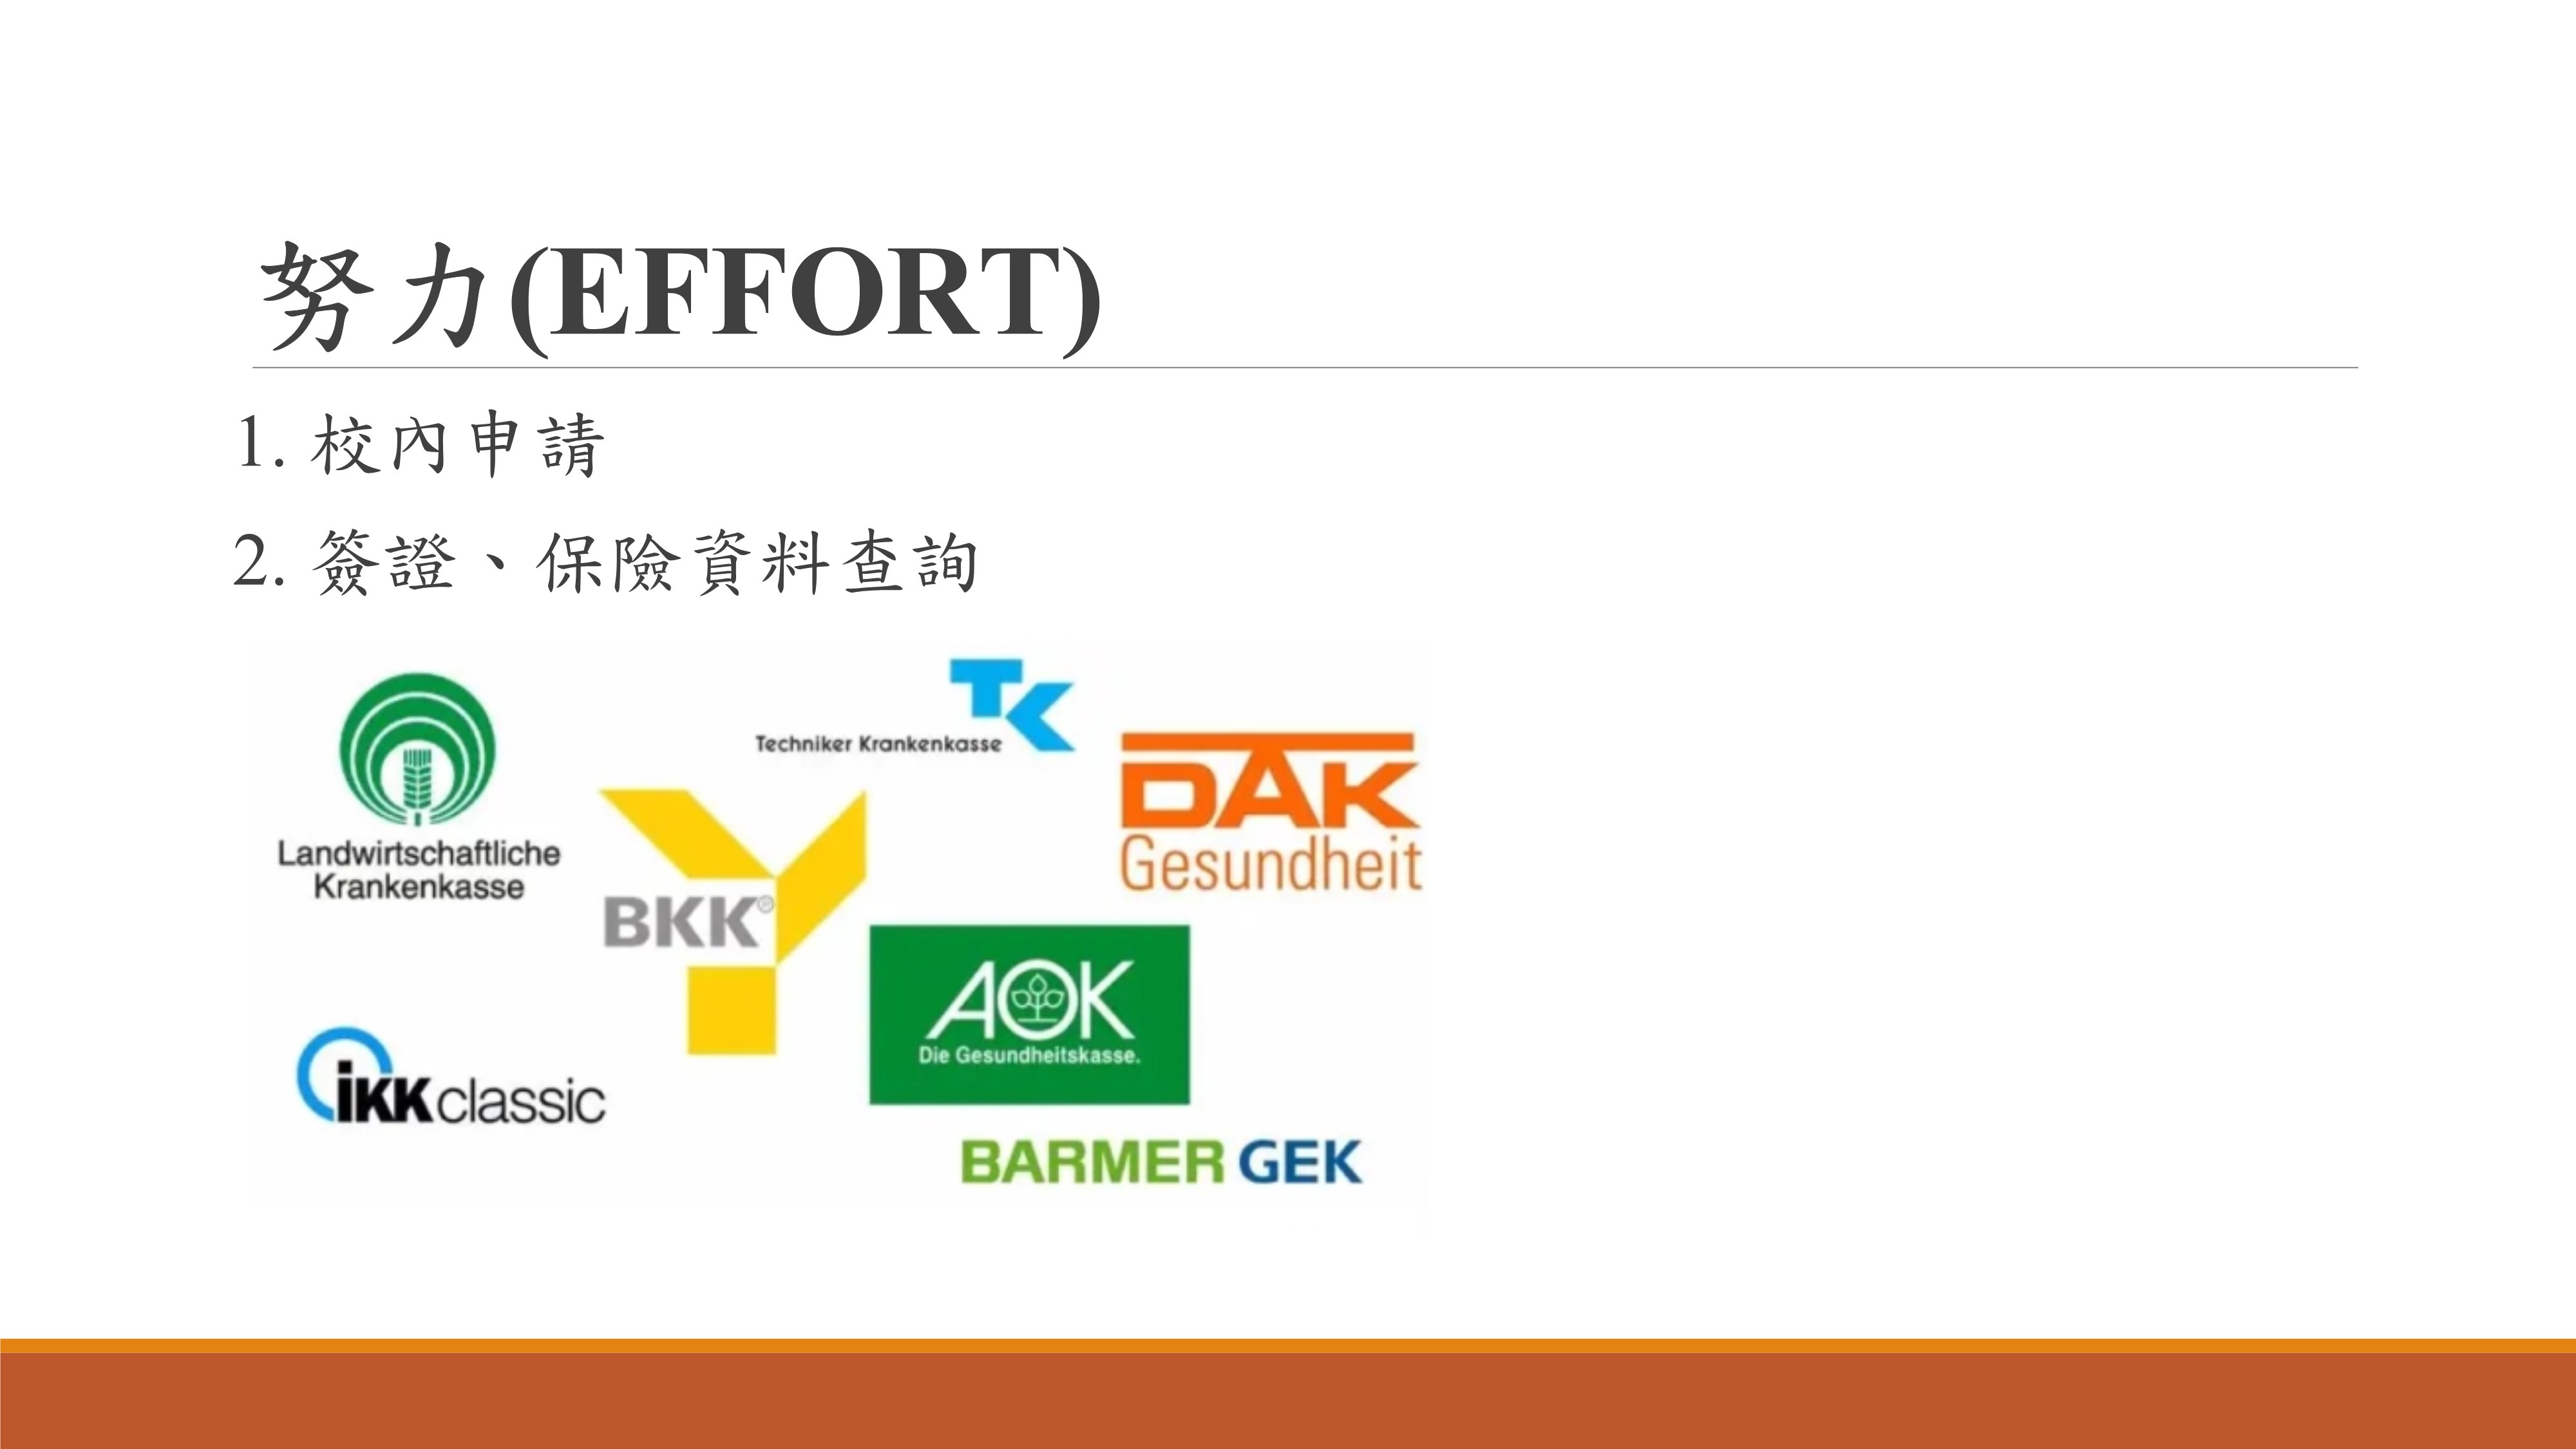 努力(EFFORT)
1. 校內申請
2. 簽證、保險資料查詢
TK
Techniker Krankenkasse
DAK
Gesundheit
Landwirtschaftliche
Krankenkasse
BKK®
AOK
Die Gesundheitskasse.
iKK classic
BARMER GEK